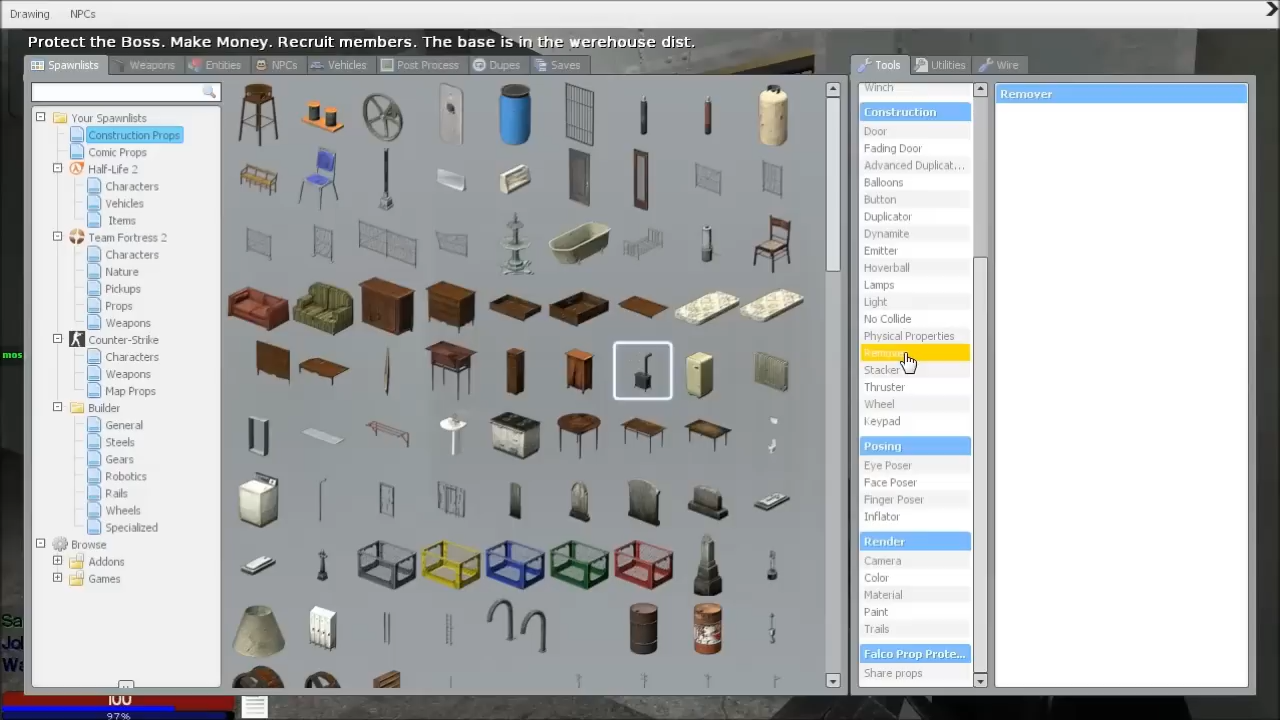 Drawing NPCs
Protect the Boss. Make Money. Recruit members. The base is in the werehouse dist.
Spawnlists Weapons Entities NPCs Vehicles Post Process Dupes Saves
Tools Utilities Wire
Your Spawnlists
Construction Props
Comic Props
Half-Life 2
Characters
Vehicles
Items
Team Fortress 2
Characters
Nature
Pickups
Props
Weapons
Counter-Strike
Characters
Weapons
Map Props
Builder
General
Steels
Gears
Robotics
Rails
Wheels
Specialized
Browse
Addons
Games
Winch
Construction
Door
Fading Door
Advanced Duplicat...
Balloons
Button
Duplicator
Dynamite
Emitter
Hoverball
Lamps
Light
No Collide
Physical Properties
Remover
Stacker
Thruster
Wheel
Keypad
Posing
Eye Poser
Face Poser
Finger Poser
Inflator
Render
Camera
Color
Material
Paint
Trails
Falco Prop Prote...
Share props
Remover
mos
Sa
Jo
Wa
100
97%